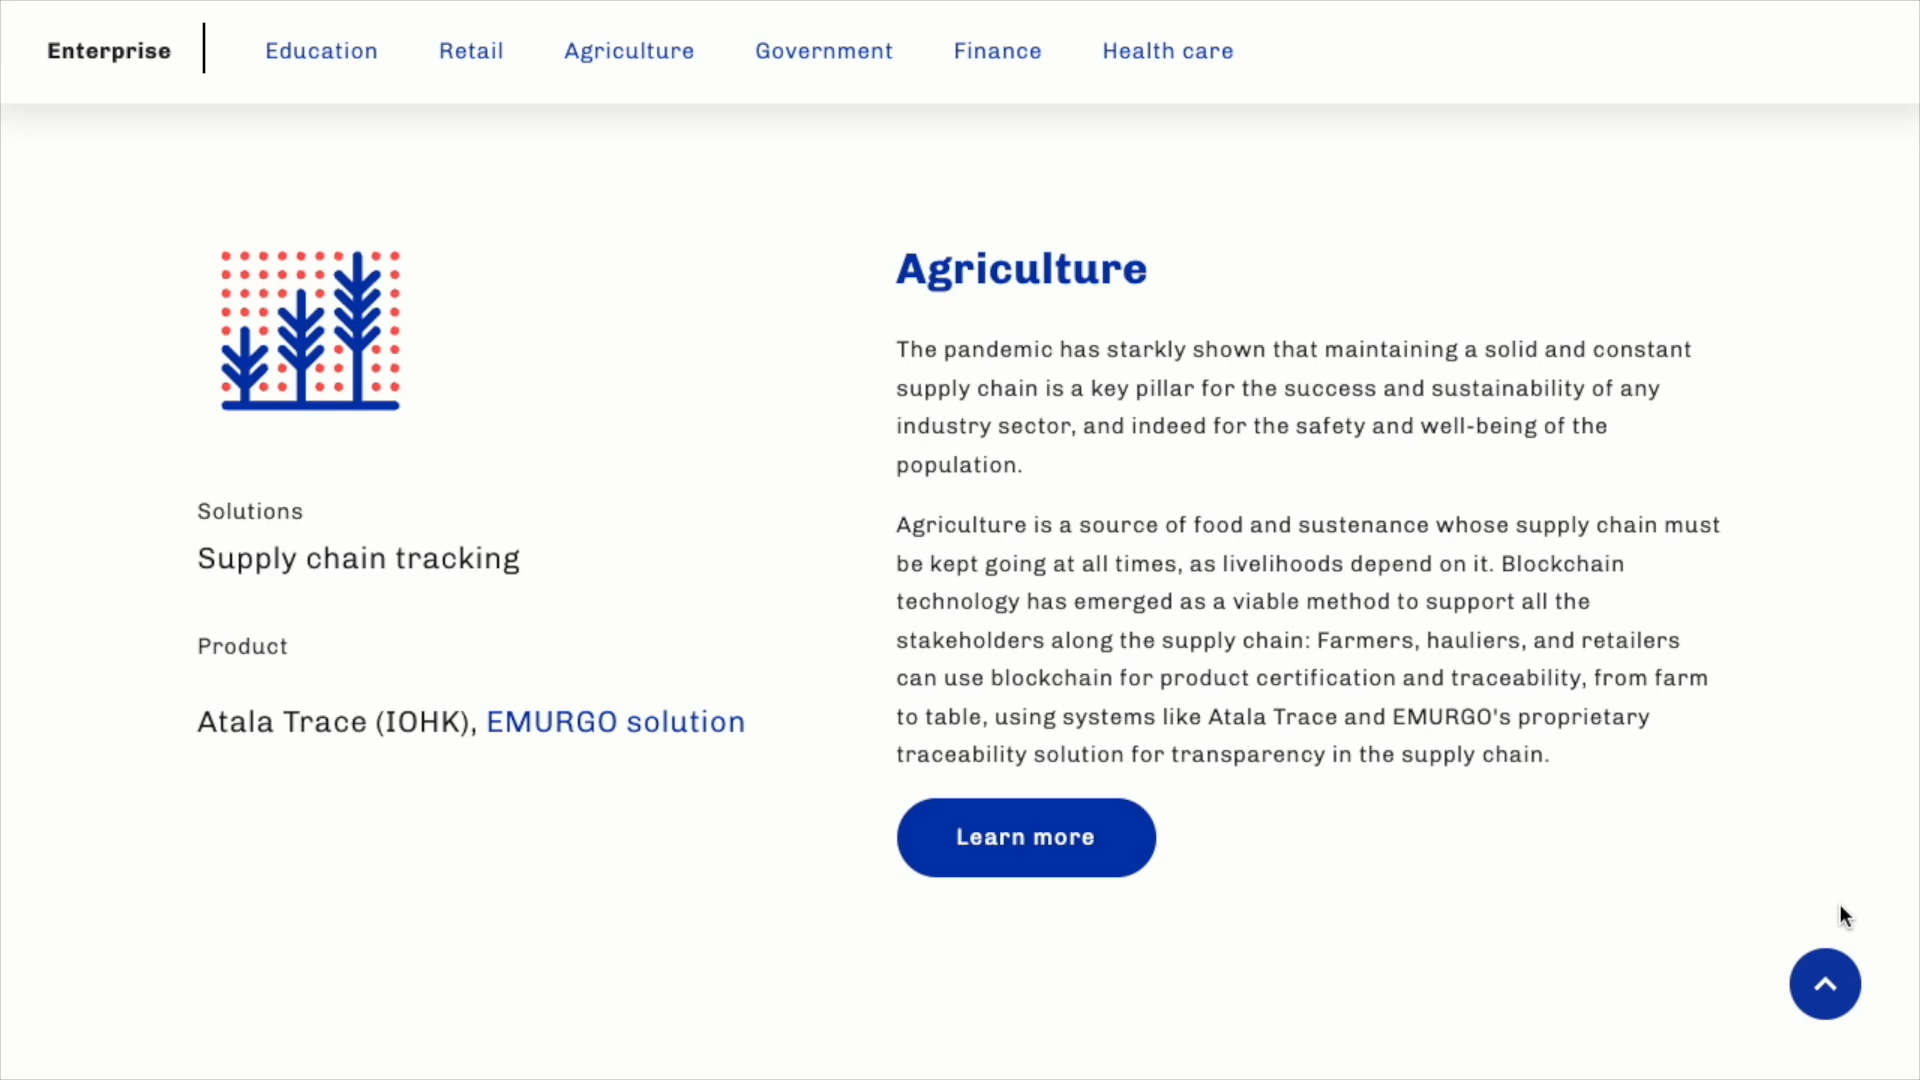 Enterprise
Education
Retail
Agriculture
Government
Finance
Health care
Solutions
Supply chain tracking
Product
Atala Trace (IOHK), EMURGO solution
Agriculture
The pandemic has starkly shown that maintaining a solid and constant
supply chain is a key pillar for the success and sustainability of any
industry sector, and indeed for the safety and well-being of the
population.
Agriculture is a source of food and sustenance whose supply chain must
be kept going at all times, as livelihoods depend on it. Blockchain
technology has emerged as a viable method to support all the
stakeholders along the supply chain: Farmers, hauliers, and retailers
can use blockchain for product certification and traceability, from farm
to table, using systems like Atala Trace and EMURGO's proprietary
traceability solution for transparency in the supply chain.
Learn more